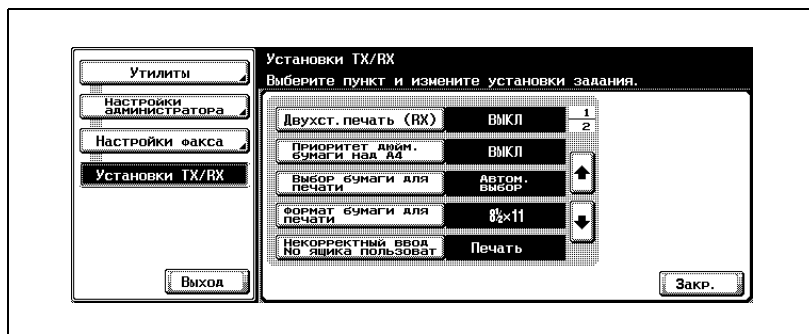 Утилиты
Настройки
администратора
Настройки факса
Установки TX/RX
Выход
Установки TX/RX
Выберите пункт и измените установки задания.
Двухст.печать (RX)
ВЫКЛ
1
2
Приоритет дюйм.
бумаги над A4
ВЫКЛ
Выбор бумаги для
печати
Автом.
выбор
Формат бумаги для
печати
8½×11
Некорректный ввод
No ящика пользоват
Печать
Закр.